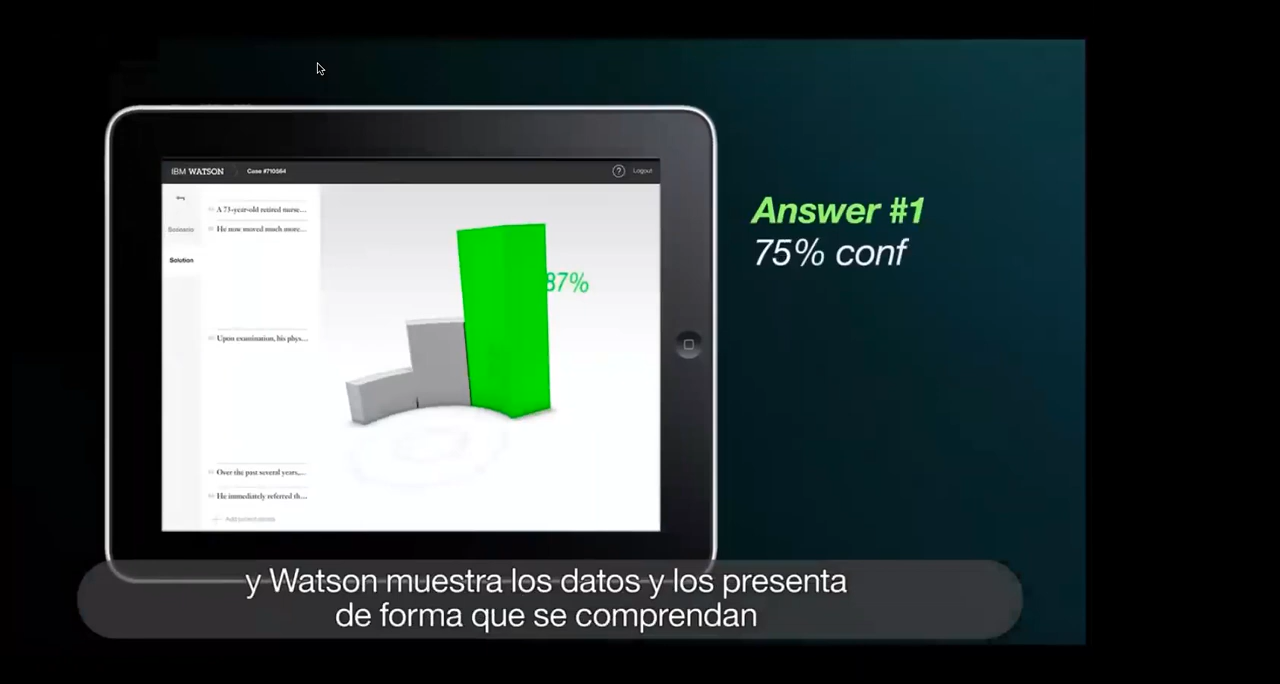 IBM WATSON
Case #710364
? Logout
A 73-year-old retired nurse...
He now moved much more...
Scenario
Solution
Upon examination, his phys...
Over the past several years,...
He immediately referred th...
87%
Answer #1
75% conf
y Watson muestra los datos y los presenta
de forma que se comprendan